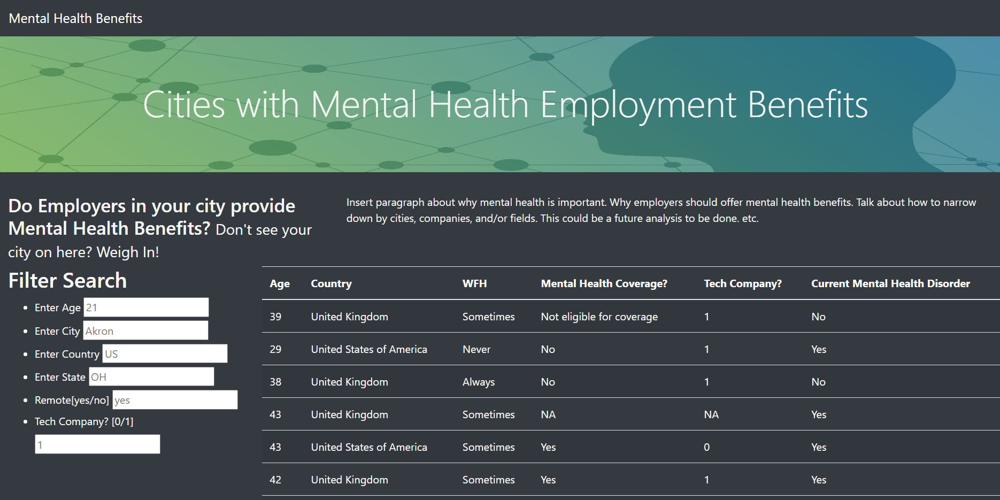 Mental Health Benefits
Cities with Mental Health Employment Benefits
Do Employers in your city provide
Mental Health Benefits? Don't see your
city on here? Weigh In!
Insert paragraph about why mental health is important. Why employers should offer mental health benefits. Talk about how to narrow
down by cities, companies, and/or fields. This could be a future analysis to be done. etc.
Filter Search
Enter Age 21
Enter City Akron
Enter Country US
Enter State OH
Remote[yes/no] yes
Tech Company? [0/1]
1
Age Country WFH Mental Health Coverage? Tech Company? Current Mental Health Disorder
39 United Kingdom Sometimes Not eligible for coverage 1 No
29 United States of America Never No 1 Yes
38 United Kingdom Always No 1 No
43 United Kingdom Sometimes NA NA Yes
43 United States of America Sometimes Yes 0 Yes
42 United Kingdom Sometimes Yes 1 Yes